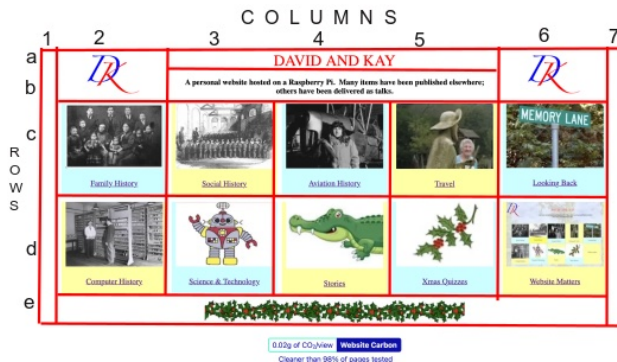 COLUMNS
1 2 3 4 5 6 7
ROWS
a
DK
DAVID AND KAY
DK
b
A personal website hosted on a Raspberry Pi. Many items have been published elsewhere;
others have been delivered as talks.
c
MEMORY LANE
Family History
Social History
Aviation History
Travel
Looking Back
d
Computer History
Science & Technology
Stories
Xmas Quizzes
Website Matters
e
0.02g of CO₂/view Website Carbon
Cleaner than 98% of pages tested